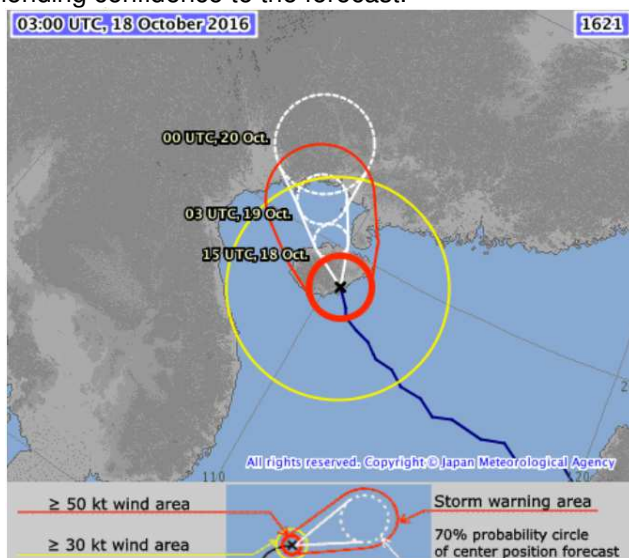 lending confidence to the forecast.
03:00 UTC, 18 October 2016
1621
00 UTC, 20 Oct.
03 UTC, 19 Oct.
15 UTC, 18 Oct.
All rights reserved. Copyright © Japan Meteorological Agency
110
20
≥ 50 kt wind area
Storm warning area
≥ 30 kt wind area
70% probability circle
of center position forecast